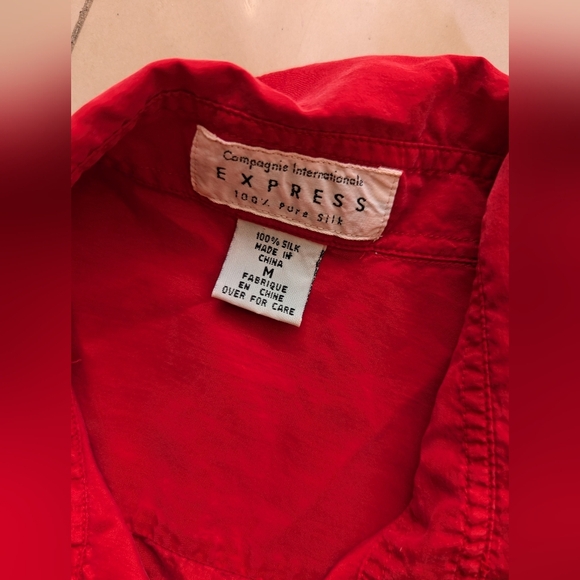 Compagnie Internationale
EXPRESS
100% Pure Silk
100% SILK
MADE IN
CHINA
M
FABRIQUE
EN CHINE
OVER FOR CARE